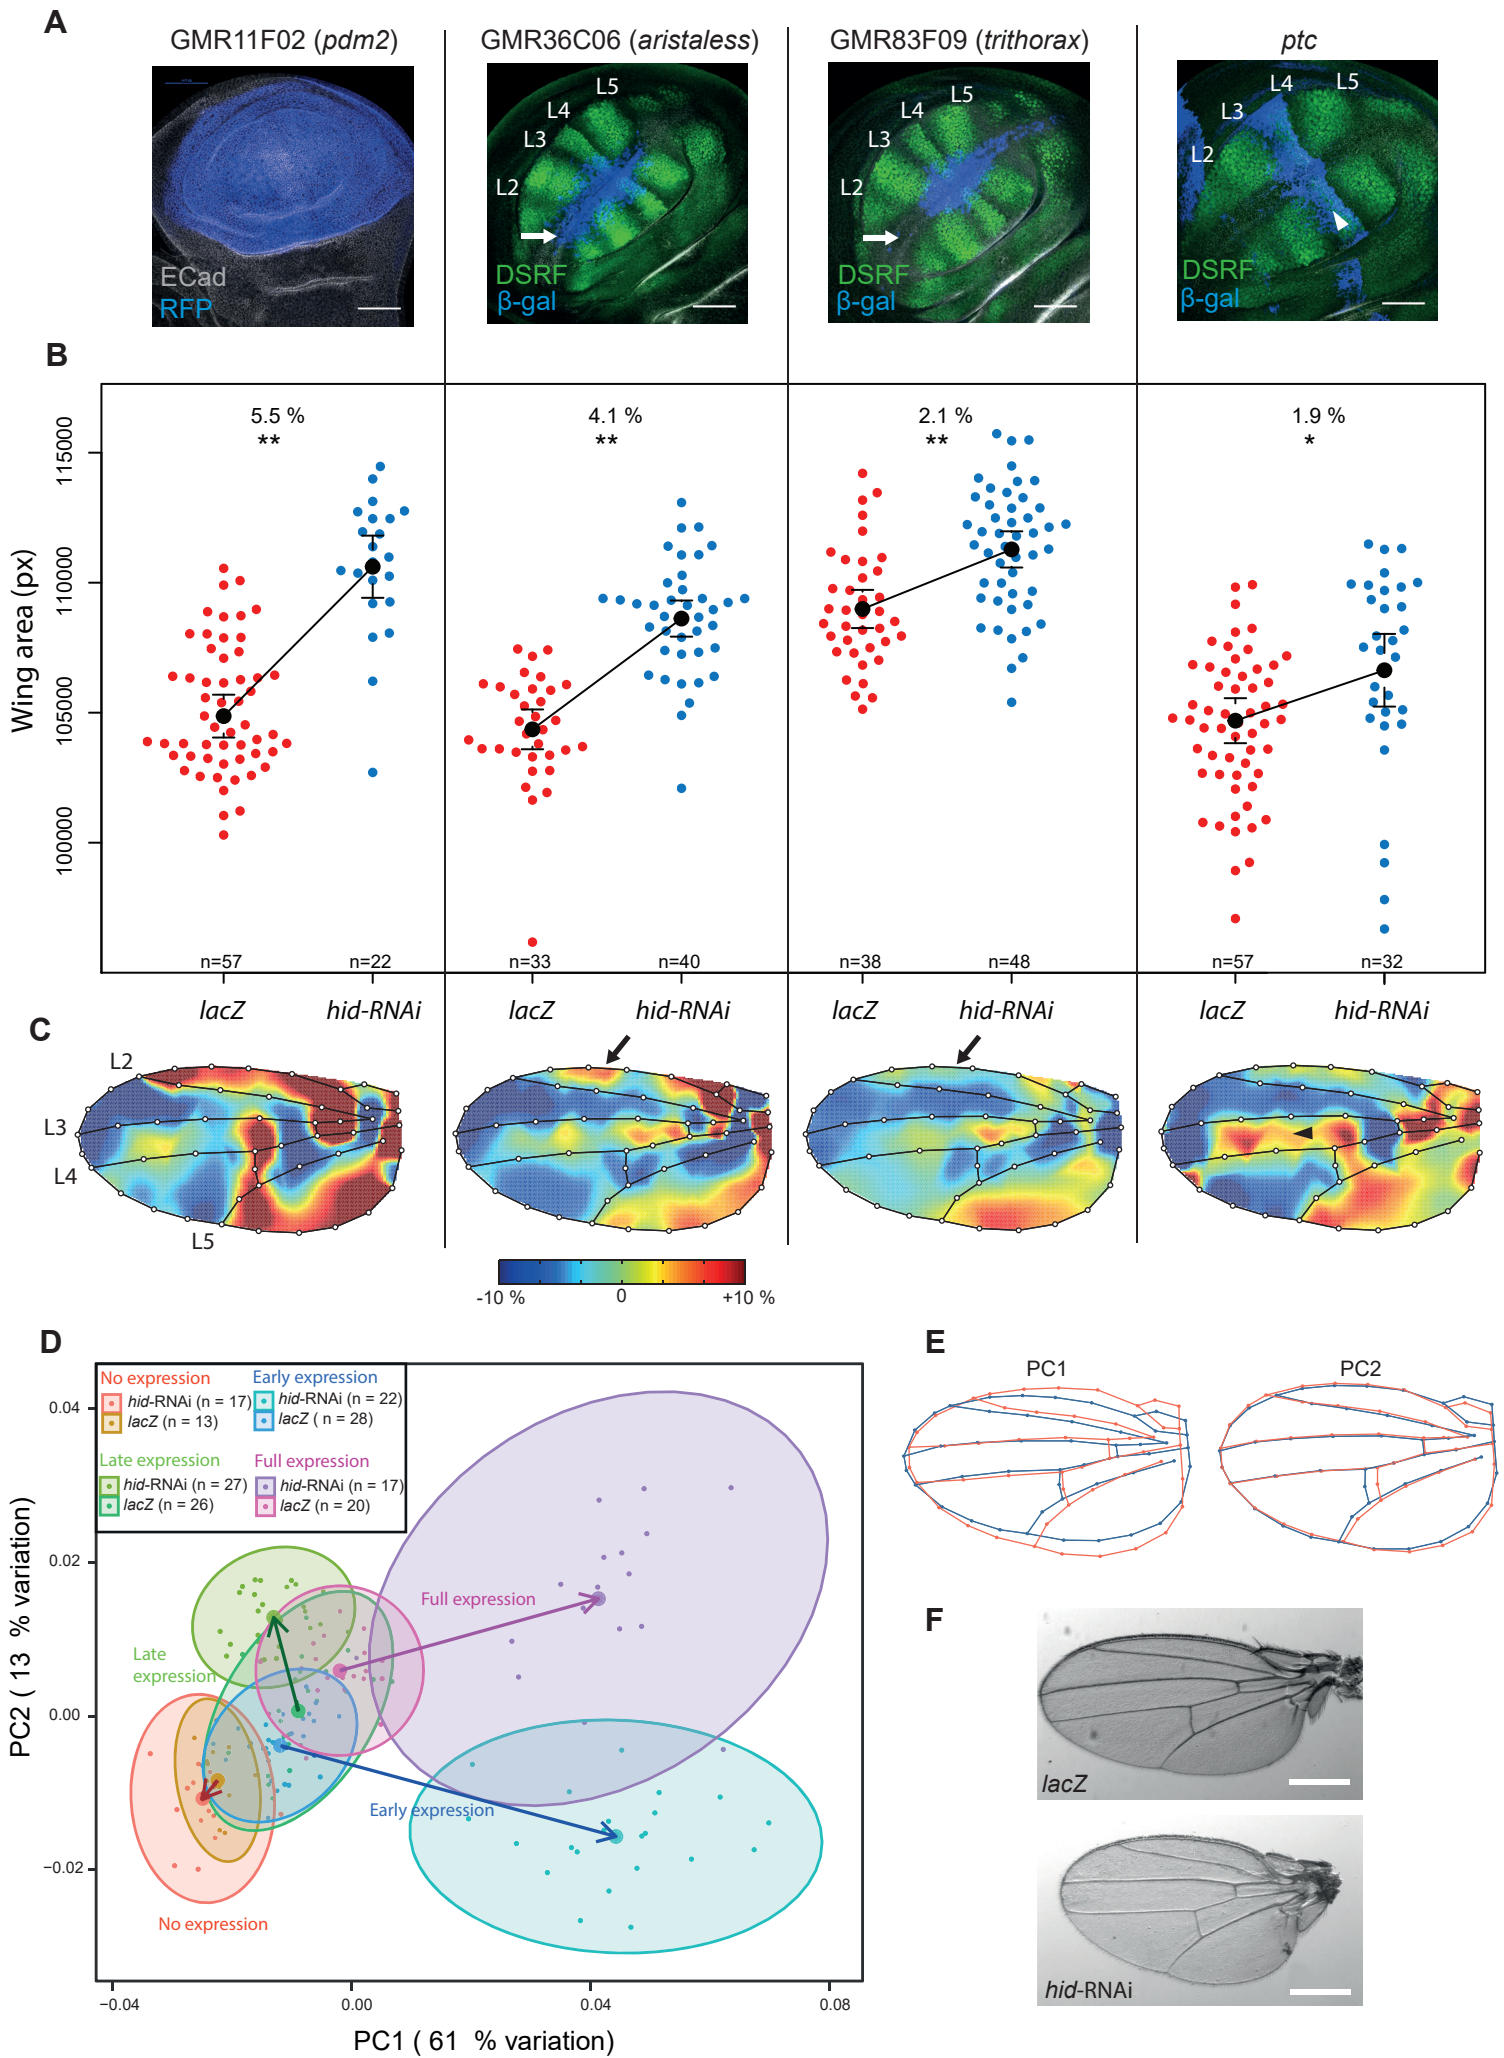 A
GMR11F02 (pdm2)
GMR36C06 (aristaless)
GMR83F09 (trithorax)
ptc
ECad
RFP
L2
L3
L4
L5
DSRF
β-gal
L2
L3
L4
L5
DSRF
β-gal
L2
L3
L4
L5
DSRF
β-gal
B
Wing area (px)
115000
110000
105000
100000
5.5 %
**
4.1 %
**
2.1 %
**
1.9 %
*
n=57
n=22
n=33
n=40
n=38
n=48
n=57
n=32
lacZ
hid-RNAi
lacZ
hid-RNAi
lacZ
hid-RNAi
lacZ
hid-RNAi
C
L2
L3
L4
L5
-10 %
0
+10 %
D
No expression
hid-RNAi (n = 17)
lacZ (n = 13)
Early expression
hid-RNAi (n = 22)
lacZ ( n = 28)
Late expression
hid-RNAi (n = 27)
lacZ (n = 26)
Full expression
hid-RNAi (n = 17)
lacZ (n = 20)
Full expression
Late
expression
Early expression
No expression
PC2 ( 13 % variation)
0.04
0.02
0.00
−0.02
−0.04
0.00
0.04
0.08
PC1 ( 61 % variation)
E
PC1
PC2
F
lacZ
hid-RNAi